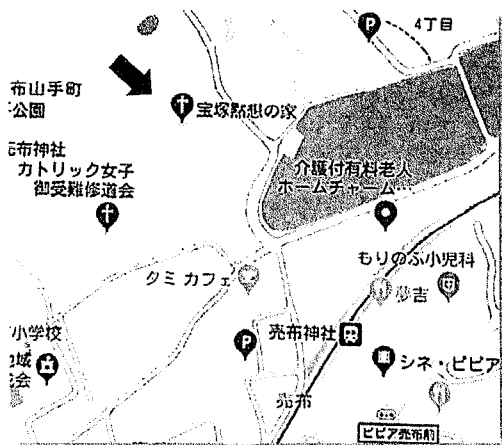 4丁目
P
布山手町
公園
宝塚黙想の家
売布神社
カトリック女子
御受難修道会
介護付有料老人
ホームチャーム…
もりのぶ小児科
タミ カフェ
夢吉
小学校
地域
会
P
売布神社
シネ・ピピア
売布
ピピア売布前